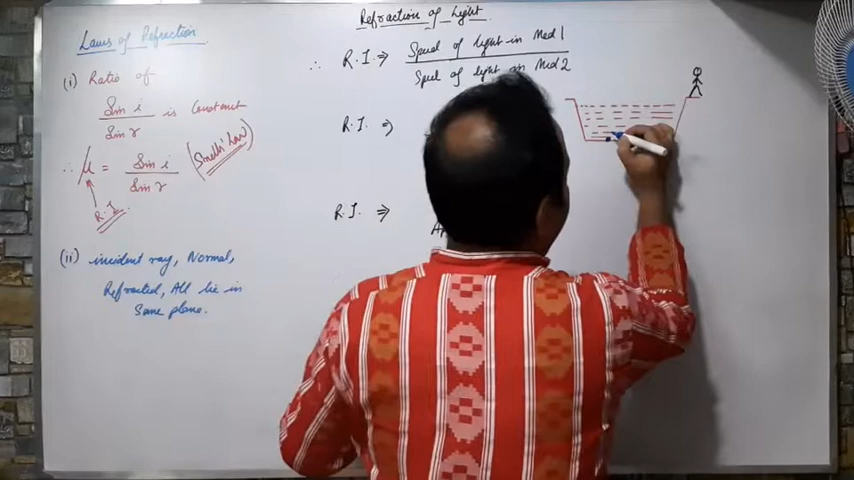 Refraction of Light
Laws of Refraction
(i) Ratio of
Sin i / Sin r is Constant
∴ μ = Sin i / Sin r (Snell's law)
R.I
(ii) incident ray, Normal,
Refracted, All lie in
Same plane.
∴ R.I ⇒ Speed of light in Med 1
Speed of light in Med 2
R.I ⇒
R.I. ⇒